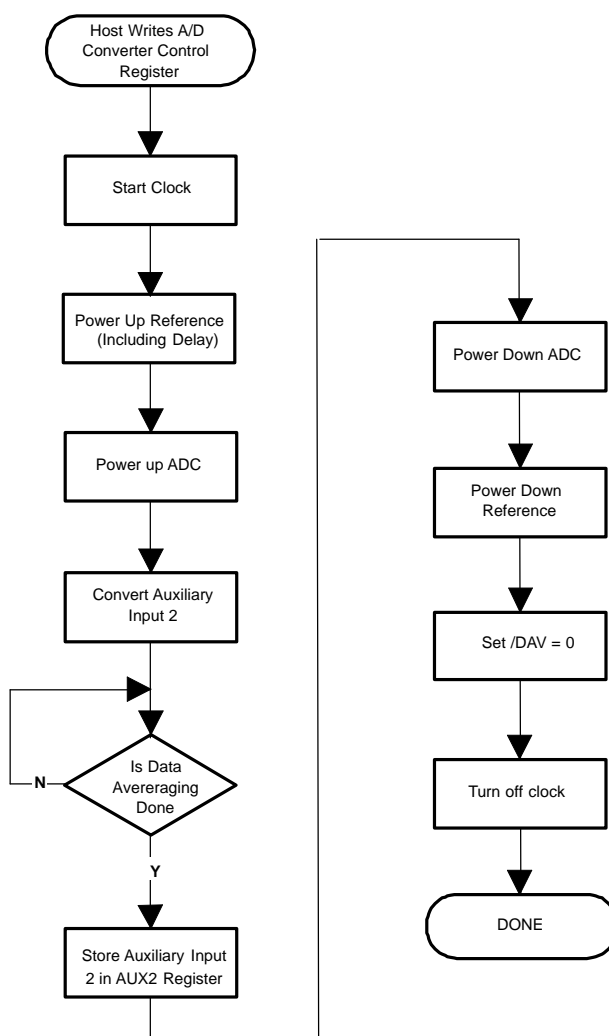 Host Writes A/D
Converter Control
Register
Start Clock
Power Up Reference
(Including Delay)
Power up ADC
Convert Auxiliary
Input 2
Is Data
Avereraging
Done
N
Y
Store Auxiliary Input
2 in AUX2 Register
Power Down ADC
Power Down
Reference
Set /DAV = 0
Turn off clock
DONE